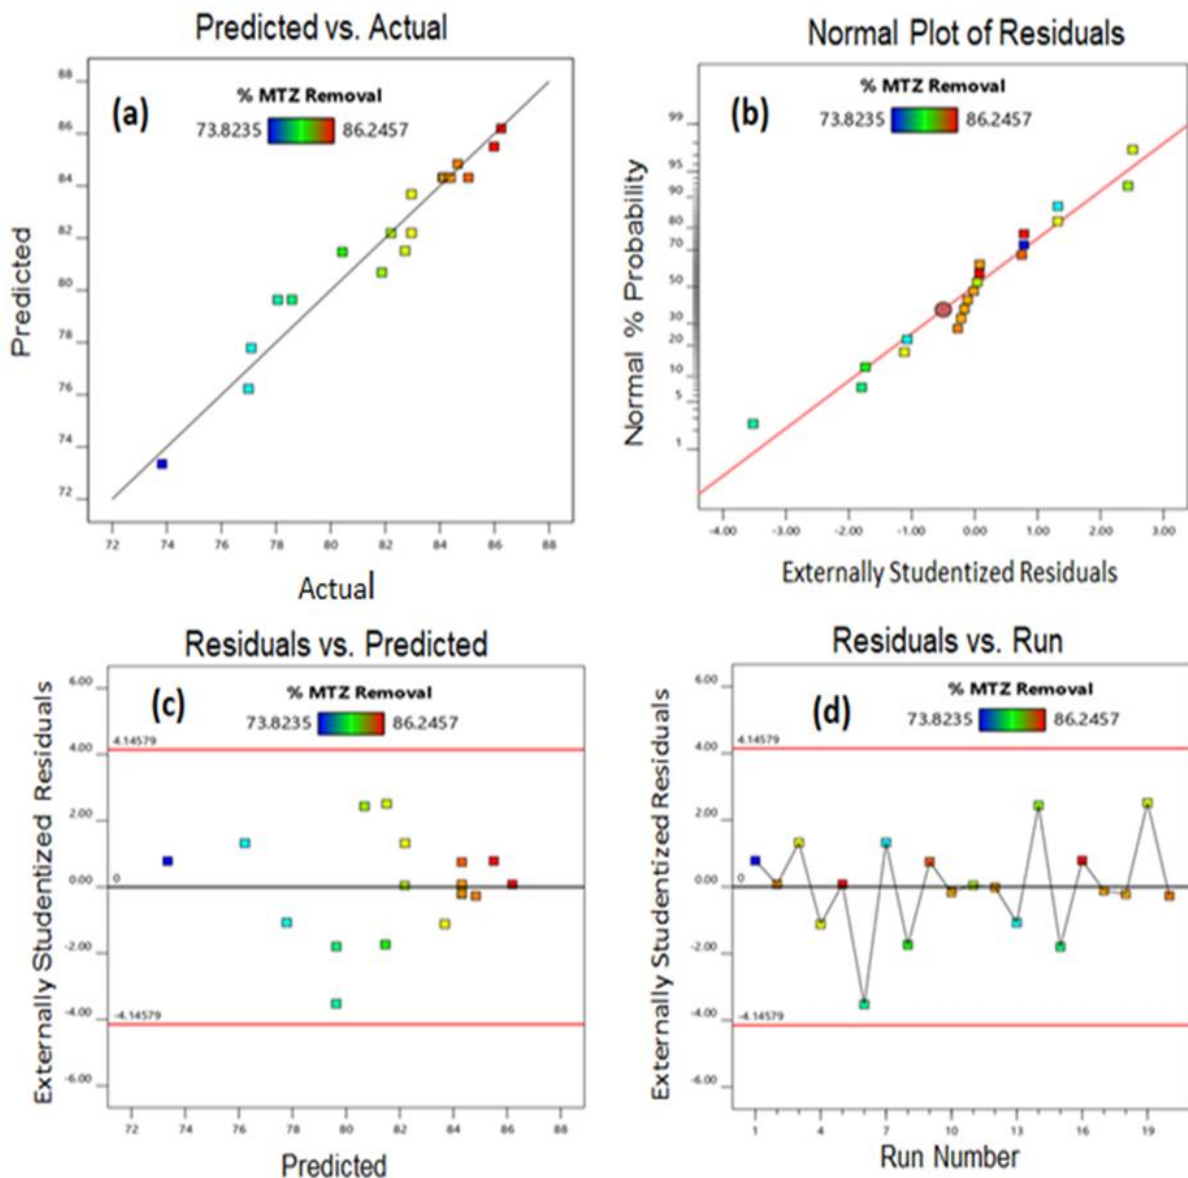 Predicted vs. Actual
(a)
% MTZ Removal
73.8235 86.2457
Predicted
88
86
84
82
80
78
76
74
72
72 74 76 78 80 82 84 86 88
Actual
Normal Plot of Residuals
(b)
% MTZ Removal
73.8235 86.2457
Normal % Probability
99
95
90
80
70
50
30
20
10
5
1
-4.00 -3.00 -2.00 -1.00 0.00 1.00 2.00 3.00
Externally Studentized Residuals
Residuals vs. Predicted
(c)
% MTZ Removal
73.8235 86.2457
Externally Studentized Residuals
6.00
4.14579
4.00
2.00
0.00
0
-2.00
-4.00
-4.14579
-6.00
72 74 76 78 80 82 84 86 88
Predicted
Residuals vs. Run
(d)
% MTZ Removal
73.8235 86.2457
Externally Studentized Residuals
6.00
4.14579
4.00
2.00
0.00
0
-2.00
-4.00
-4.14579
-6.00
1 4 7 10 13 16 19
Run Number